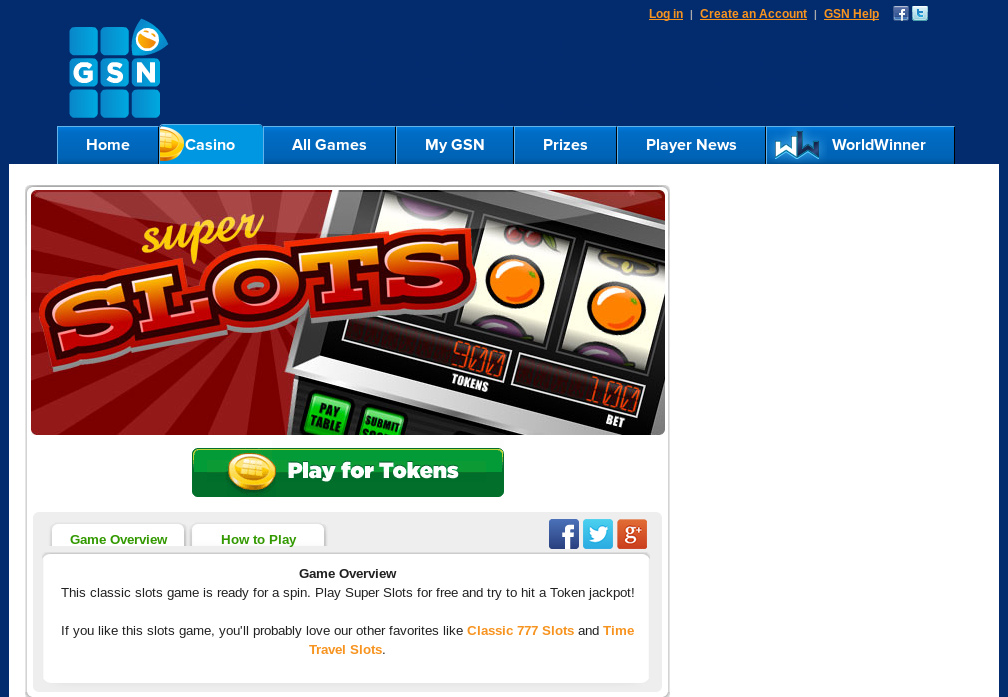 Log in | Create an Account | GSN Help
GSN
Home Casino All Games My GSN Prizes Player News WorldWinner
super
SLOTS
900
TOKENS
100
BET
PAY
TABLE
SUBMIT
Play for Tokens
Game Overview How to Play
Game Overview
This classic slots game is ready for a spin. Play Super Slots for free and try to hit a Token jackpot!
If you like this slots game, you'll probably love our other favorites like Classic 777 Slots and Time
Travel Slots.